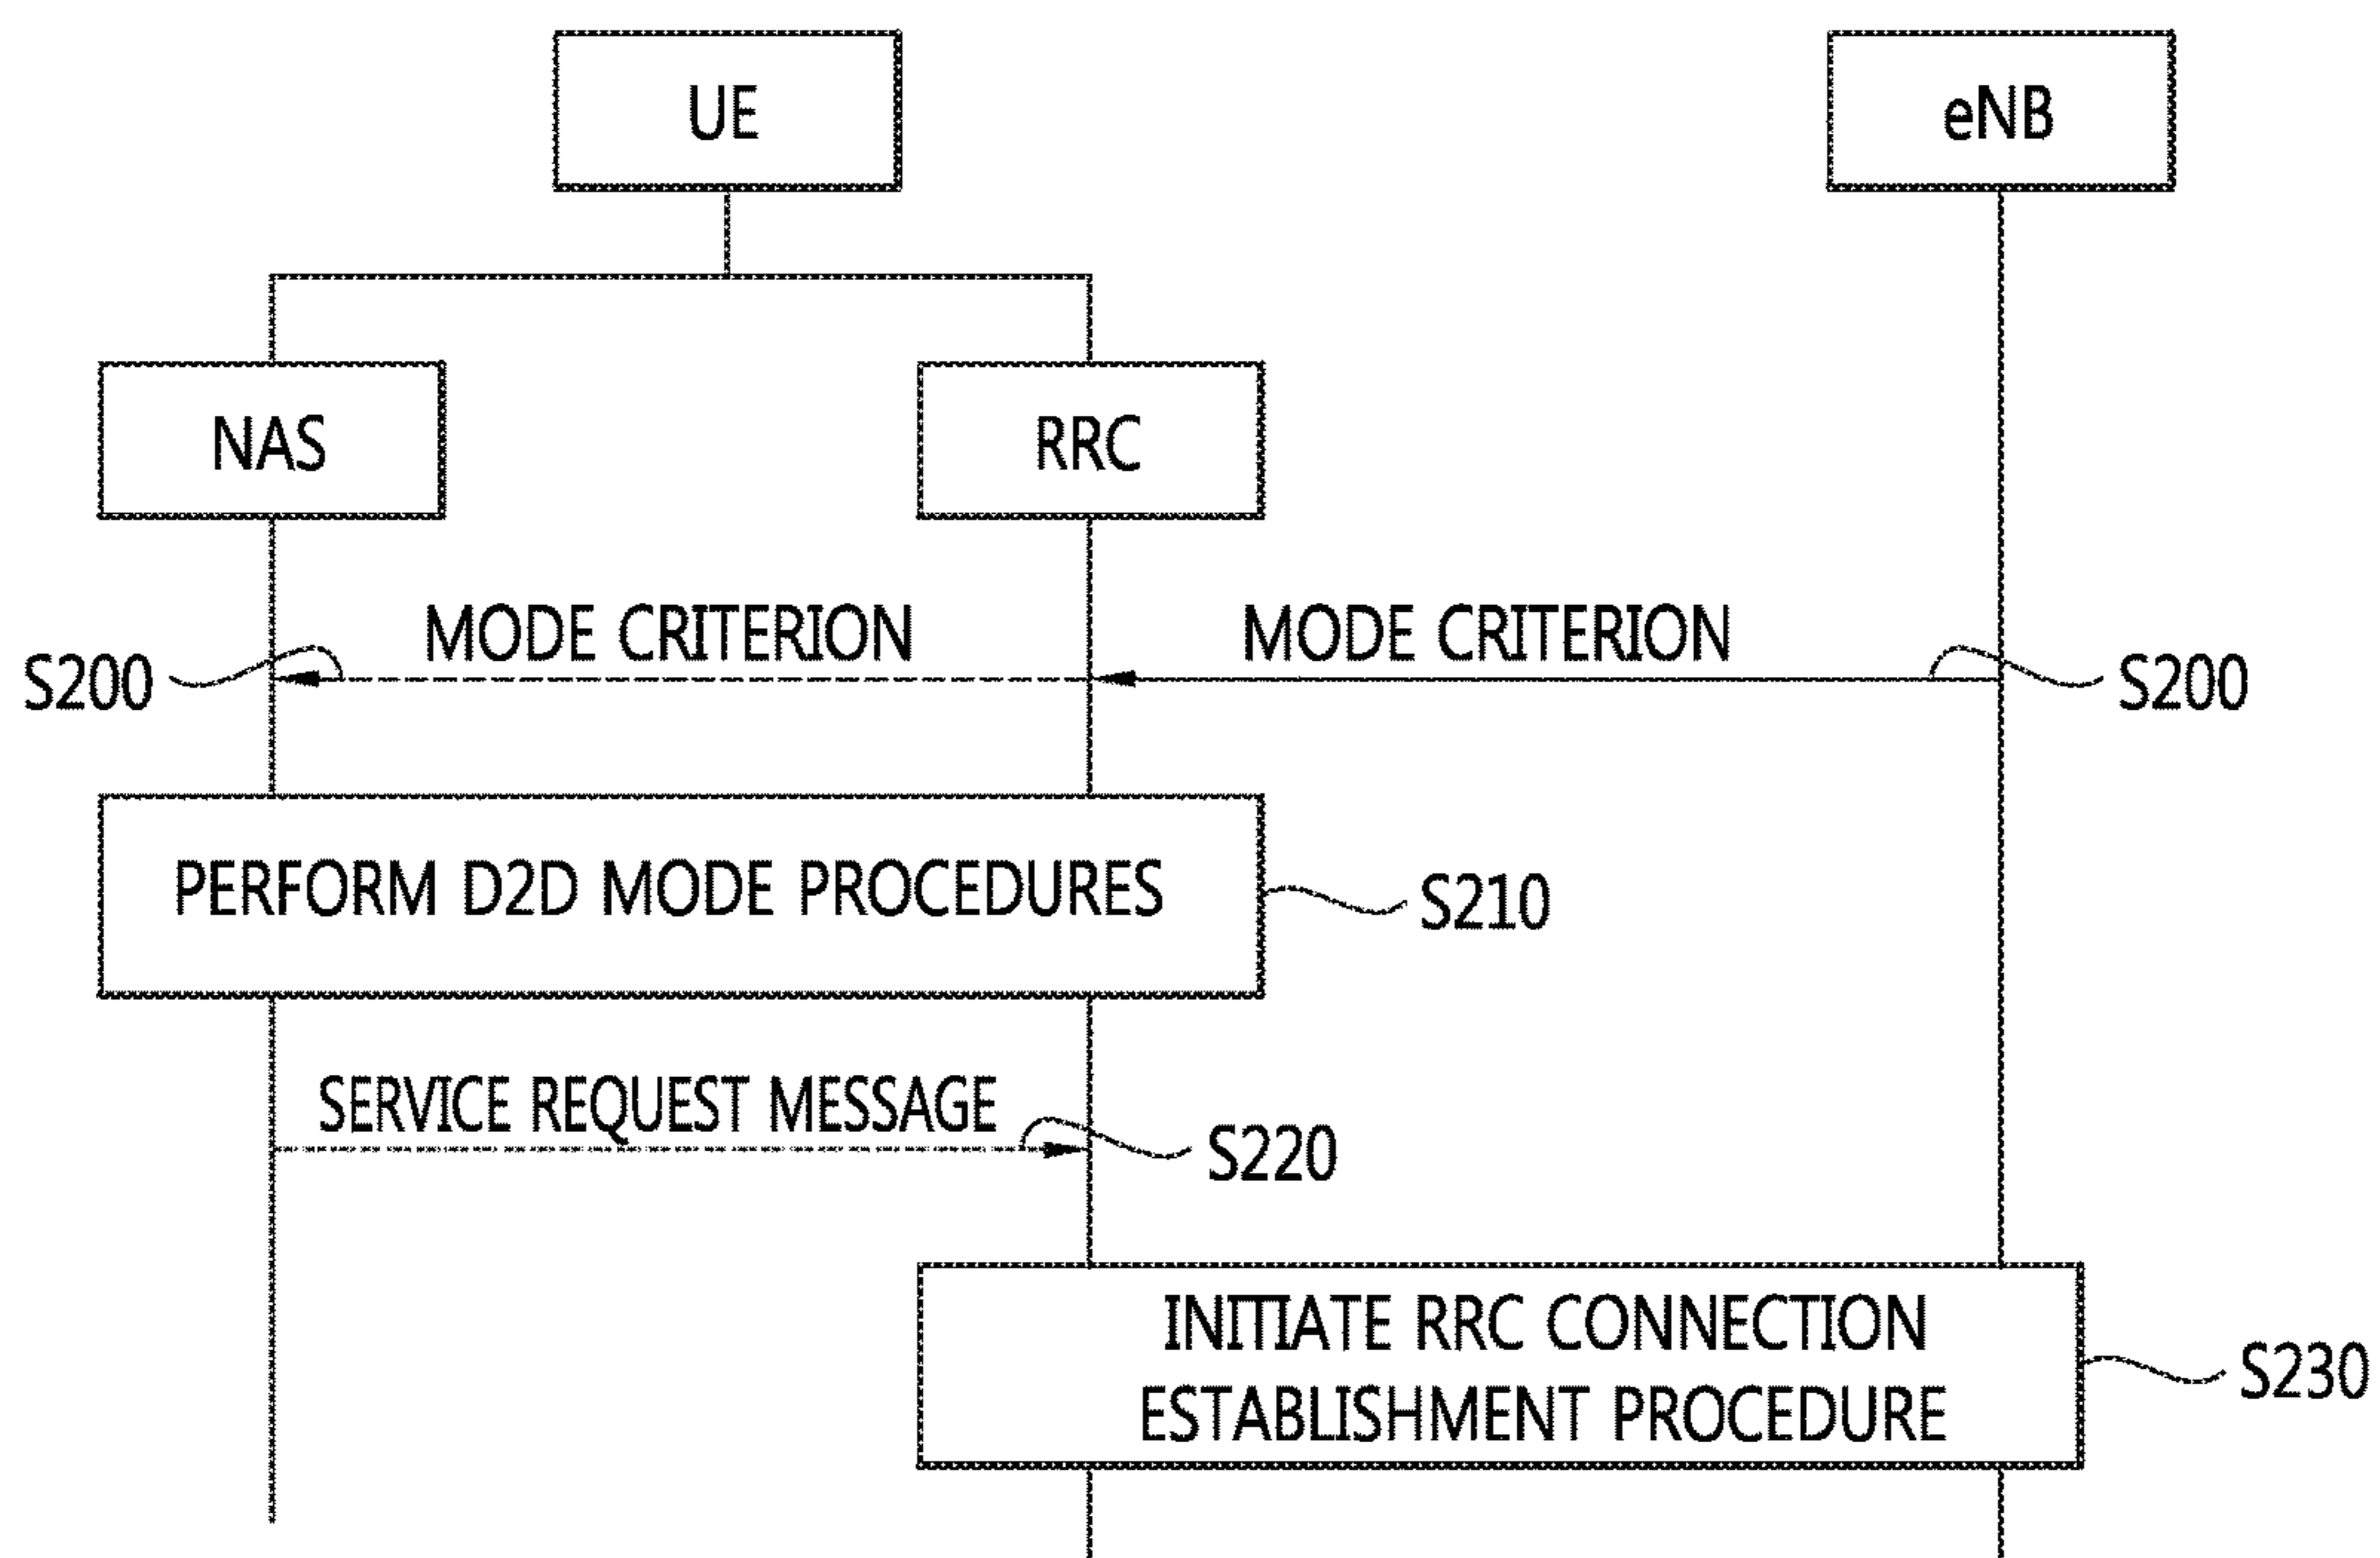 UE
eNB
NAS
RRC
MODE CRITERION
MODE CRITERION
S200
S200
PERFORM D2D MODE PROCEDURES
S210
SERVICE REQUEST MESSAGE
S220
INITIATE RRC CONNECTION
ESTABLISHMENT PROCEDURE
S230